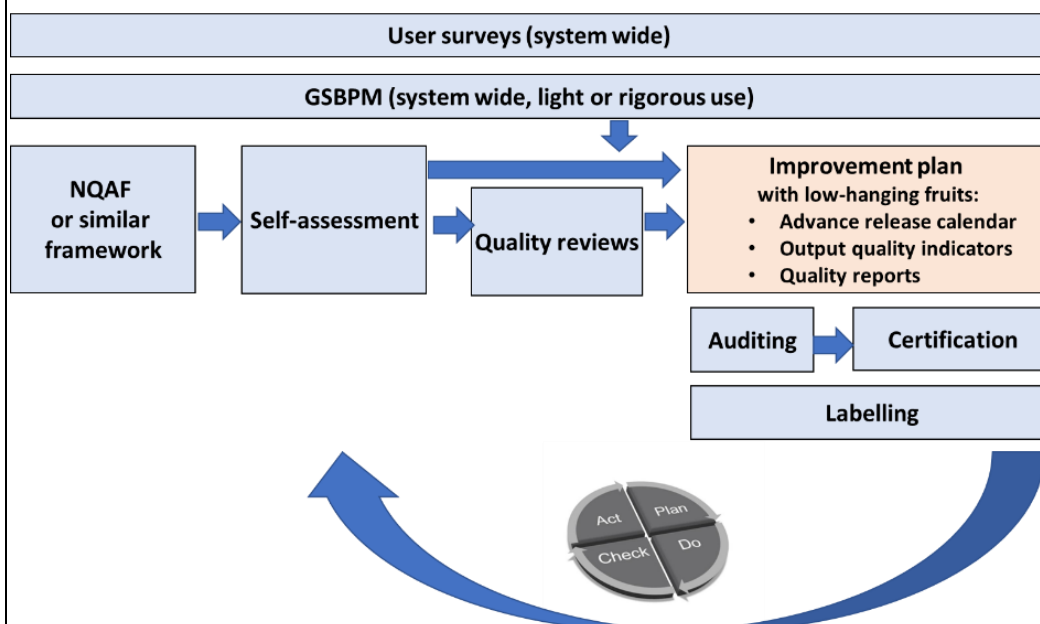 User surveys (system wide)
GSBPM (system wide, light or rigorous use)
NQAF
or similar
framework
Self-assessment
Quality reviews
Improvement plan
with low-hanging fruits:
• Advance release calendar
• Output quality indicators
• Quality reports
Auditing
Certification
Labelling
Act
Plan
Check
Do